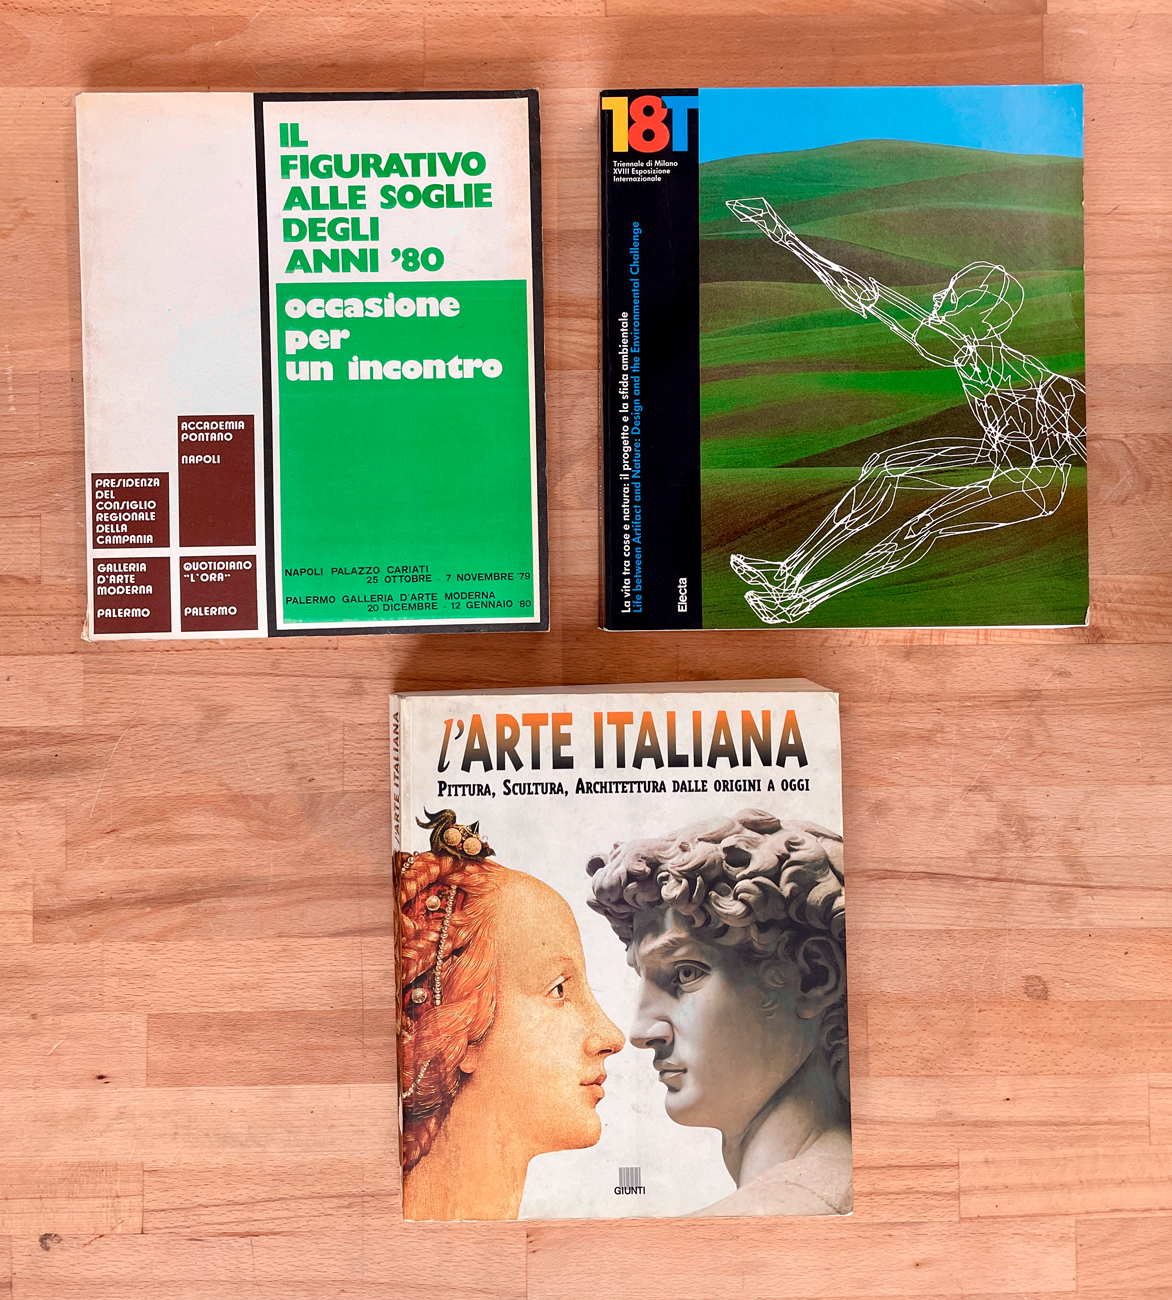 IL
FIGURATIVO
ALLE SOGLIE
DEGLI
ANNI '80
occasione
per
un incontro
ACCADEMIA
PONTANO
NAPOLI
PRESIDENZA
DEL
CONSIGLIO
REGIONALE
DELLA
CAMPANIA
GALLERIA
D'ARTE
MODERNA
PALERMO
QUOTIDIANO
"L'ORA"
PALERMO
NAPOLI PALAZZO CARIATI
25 OTTOBRE - 7 NOVEMBRE '79
PALERMO GALLERIA D'ARTE MODERNA
20 DICEMBRE - 12 GENNAIO '80
18T
Triennale di Milano
XVIII Esposizione
Internazionale
La vita tra cose e natura: il progetto e la sfida ambientale
Life between Artifact and Nature: Design and the Environmental Challenge
Electa
l'ARTE ITALIANA
PITTURA, SCULTURA, ARCHITETTURA DALLE ORIGINI A OGGI
L'ARTE ITALIANA
GIUNTI